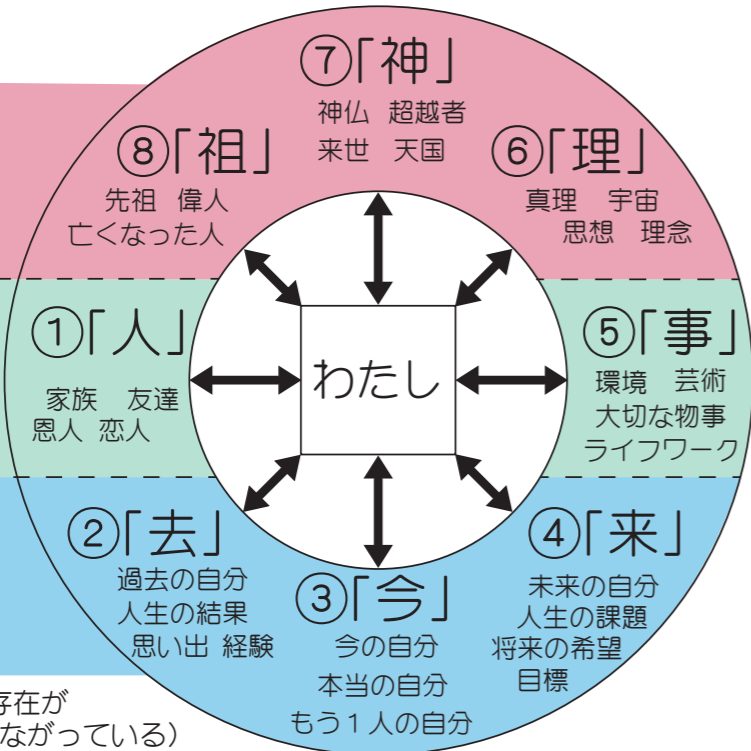 ⑦「神」
神仏 超越者
来世 天国
⑧「祖」
先祖 偉人
亡くなった人
⑥「理」
真理 宇宙
思想 理念
①「人」
家族 友達
恩人 恋人
わたし
⑤「事」
環境 芸術
大切な物事
ライフワーク
②「去」
過去の自分
人生の結果
思い出 経験
③「今」
今の自分
本当の自分
もう1人の自分
④「来」
未来の自分
人生の課題
将来の希望
目標
存在が
ながっている）